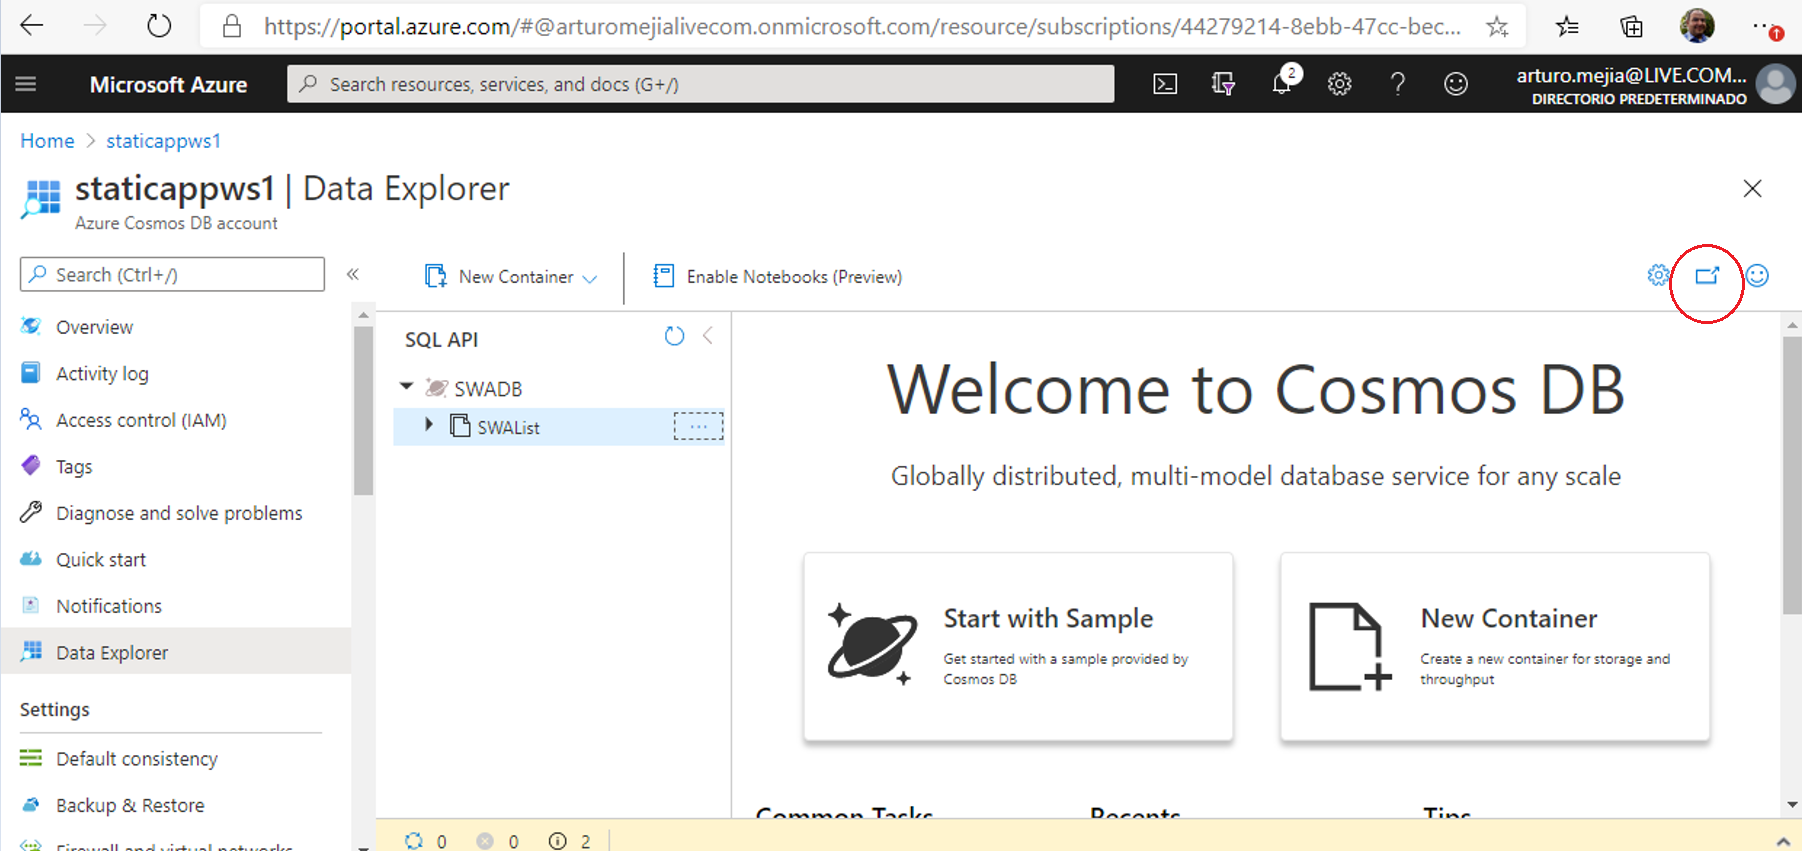 https://portal.azure.com/#@arturomejialivecom.onmicrosoft.com/resource/subscriptions/44279214-8ebb-47cc-bec...
Microsoft Azure
Search resources, services, and docs (G+/)
2
arturo.mejia@LIVE.COM...
DIRECTORIO PREDETERMINADO
Home > staticappws1
staticappws1 | Data Explorer
Azure Cosmos DB account
Search (Ctrl+/)
«
New Container
Enable Notebooks (Preview)
Overview
Activity log
Access control (IAM)
Tags
Diagnose and solve problems
Quick start
Notifications
Data Explorer
Settings
Default consistency
Backup & Restore
Firewall and virtual networks
SQL API
SWADB
SWAList
...
Welcome to Cosmos DB
Globally distributed, multi-model database service for any scale
Start with Sample
Get started with a sample provided by
Cosmos DB
New Container
Create a new container for storage and
throughput
Common Tasks
Recents
Tips
0
0
2